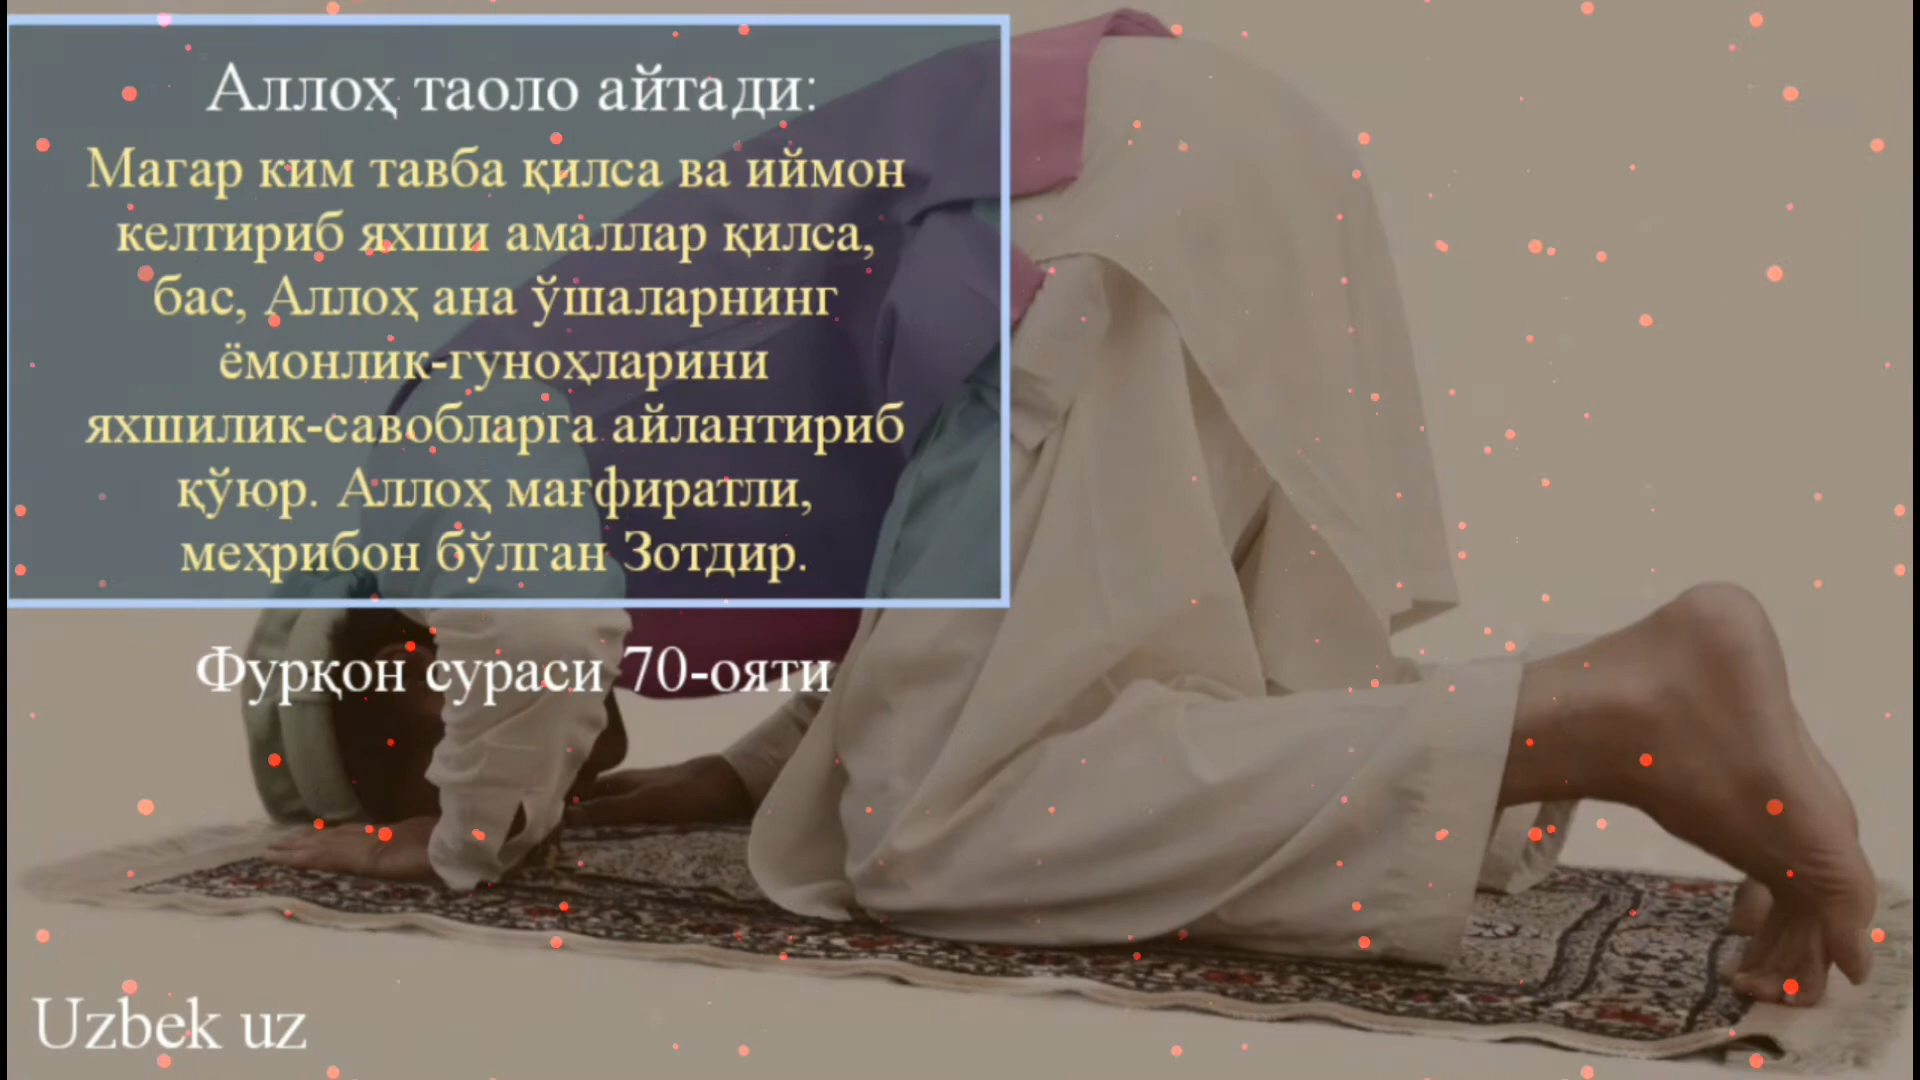 Аллоҳ таоло айтади:
Магар ким тавба қилса ва иймон
келтириб яхши амаллар қилса,
бас, Аллоҳ ана ўшаларнинг
ёмонлик-гуноҳларини
яхшилик-савобларга айлантириб
қўюр. Аллоҳ мағфиратли,
меҳрибон бўлган Зотдир.
Фурқон сураси 70-ояти
Uzbek uz